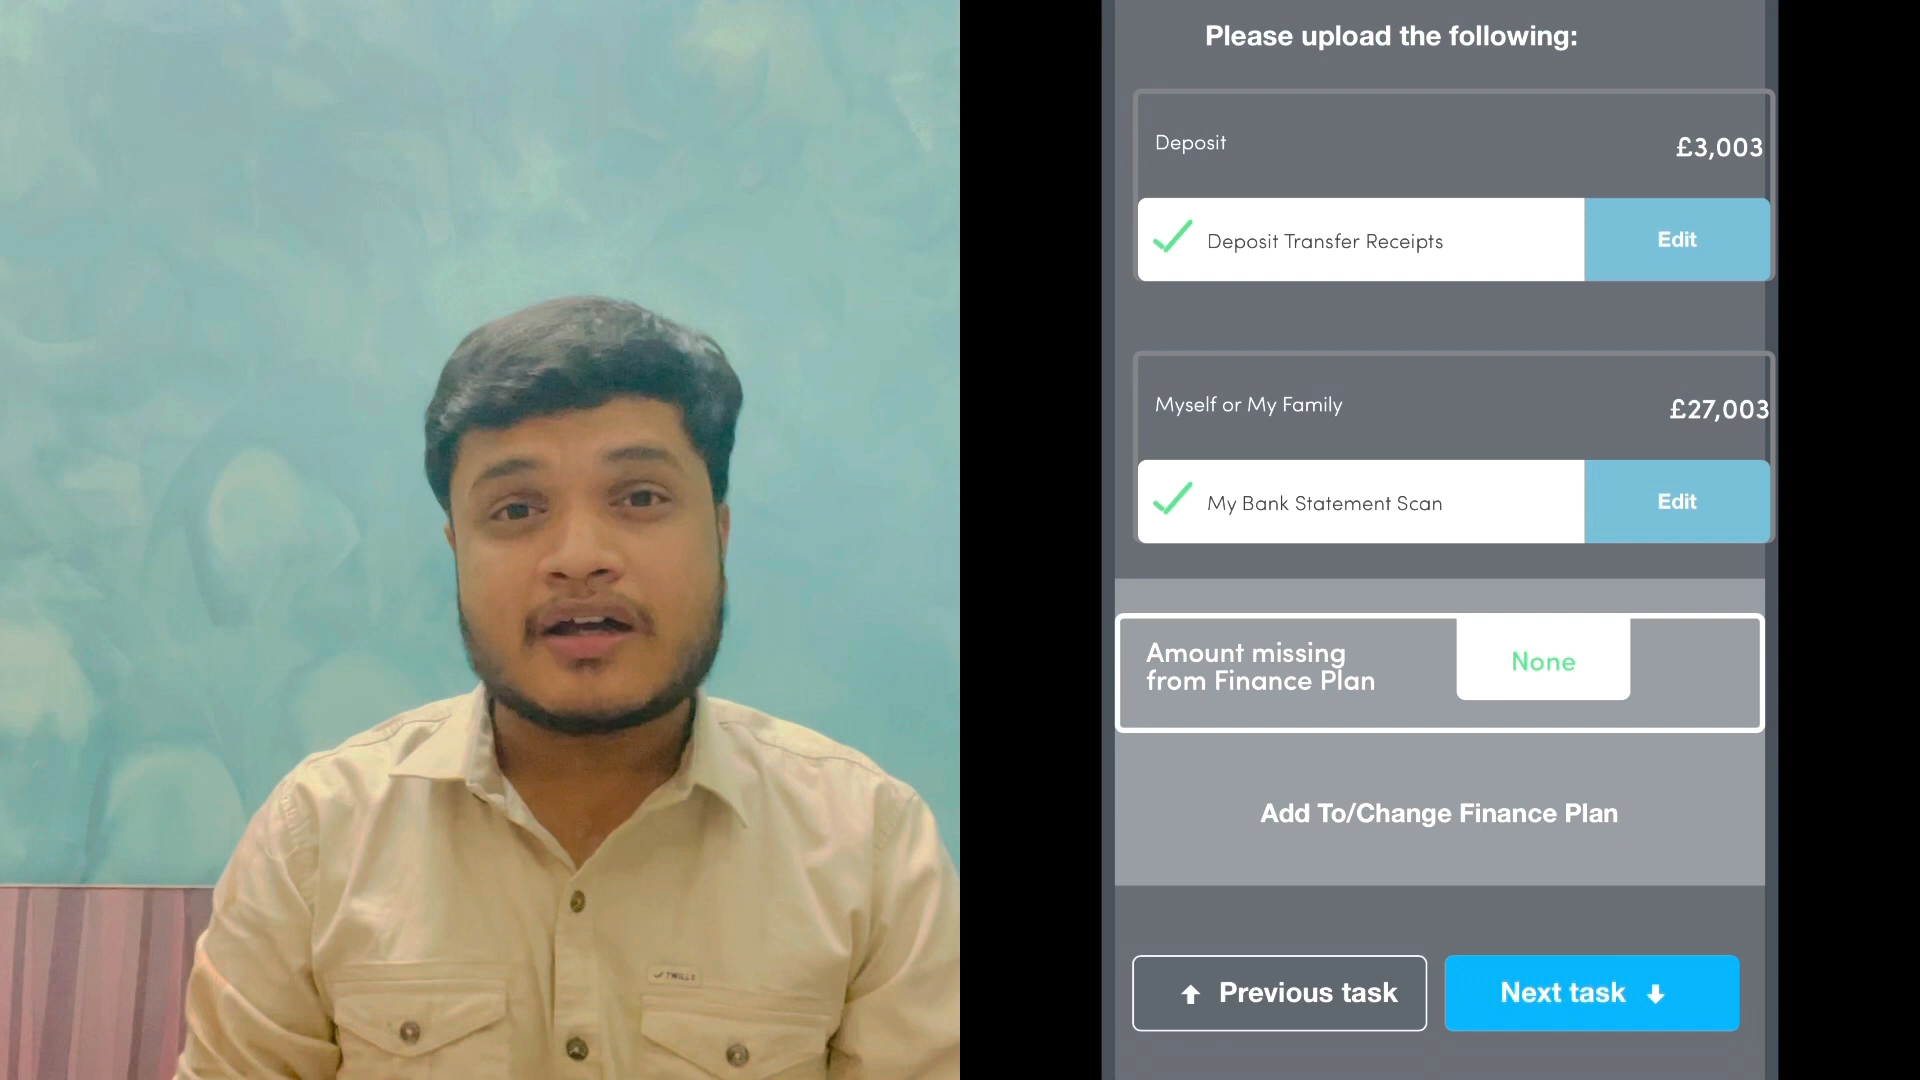 Please upload the following:
Deposit
£3,003
Deposit Transfer Receipts
Edit
Myself or My Family
£27,003
My Bank Statement Scan
Edit
Amount missing
from Finance Plan
None
Add To/Change Finance Plan
Previous task
Next task
TWILLS